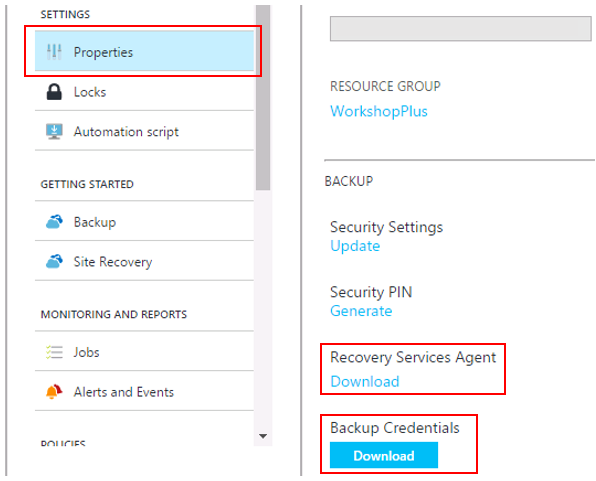 SETTINGS
Properties
Locks
Automation script
GETTING STARTED
Backup
Site Recovery
MONITORING AND REPORTS
Jobs
Alerts and Events
POLICIES
RESOURCE GROUP
WorkshopPlus
BACKUP
Security Settings
Update
Security PIN
Generate
Recovery Services Agent
Download
Backup Credentials
Download